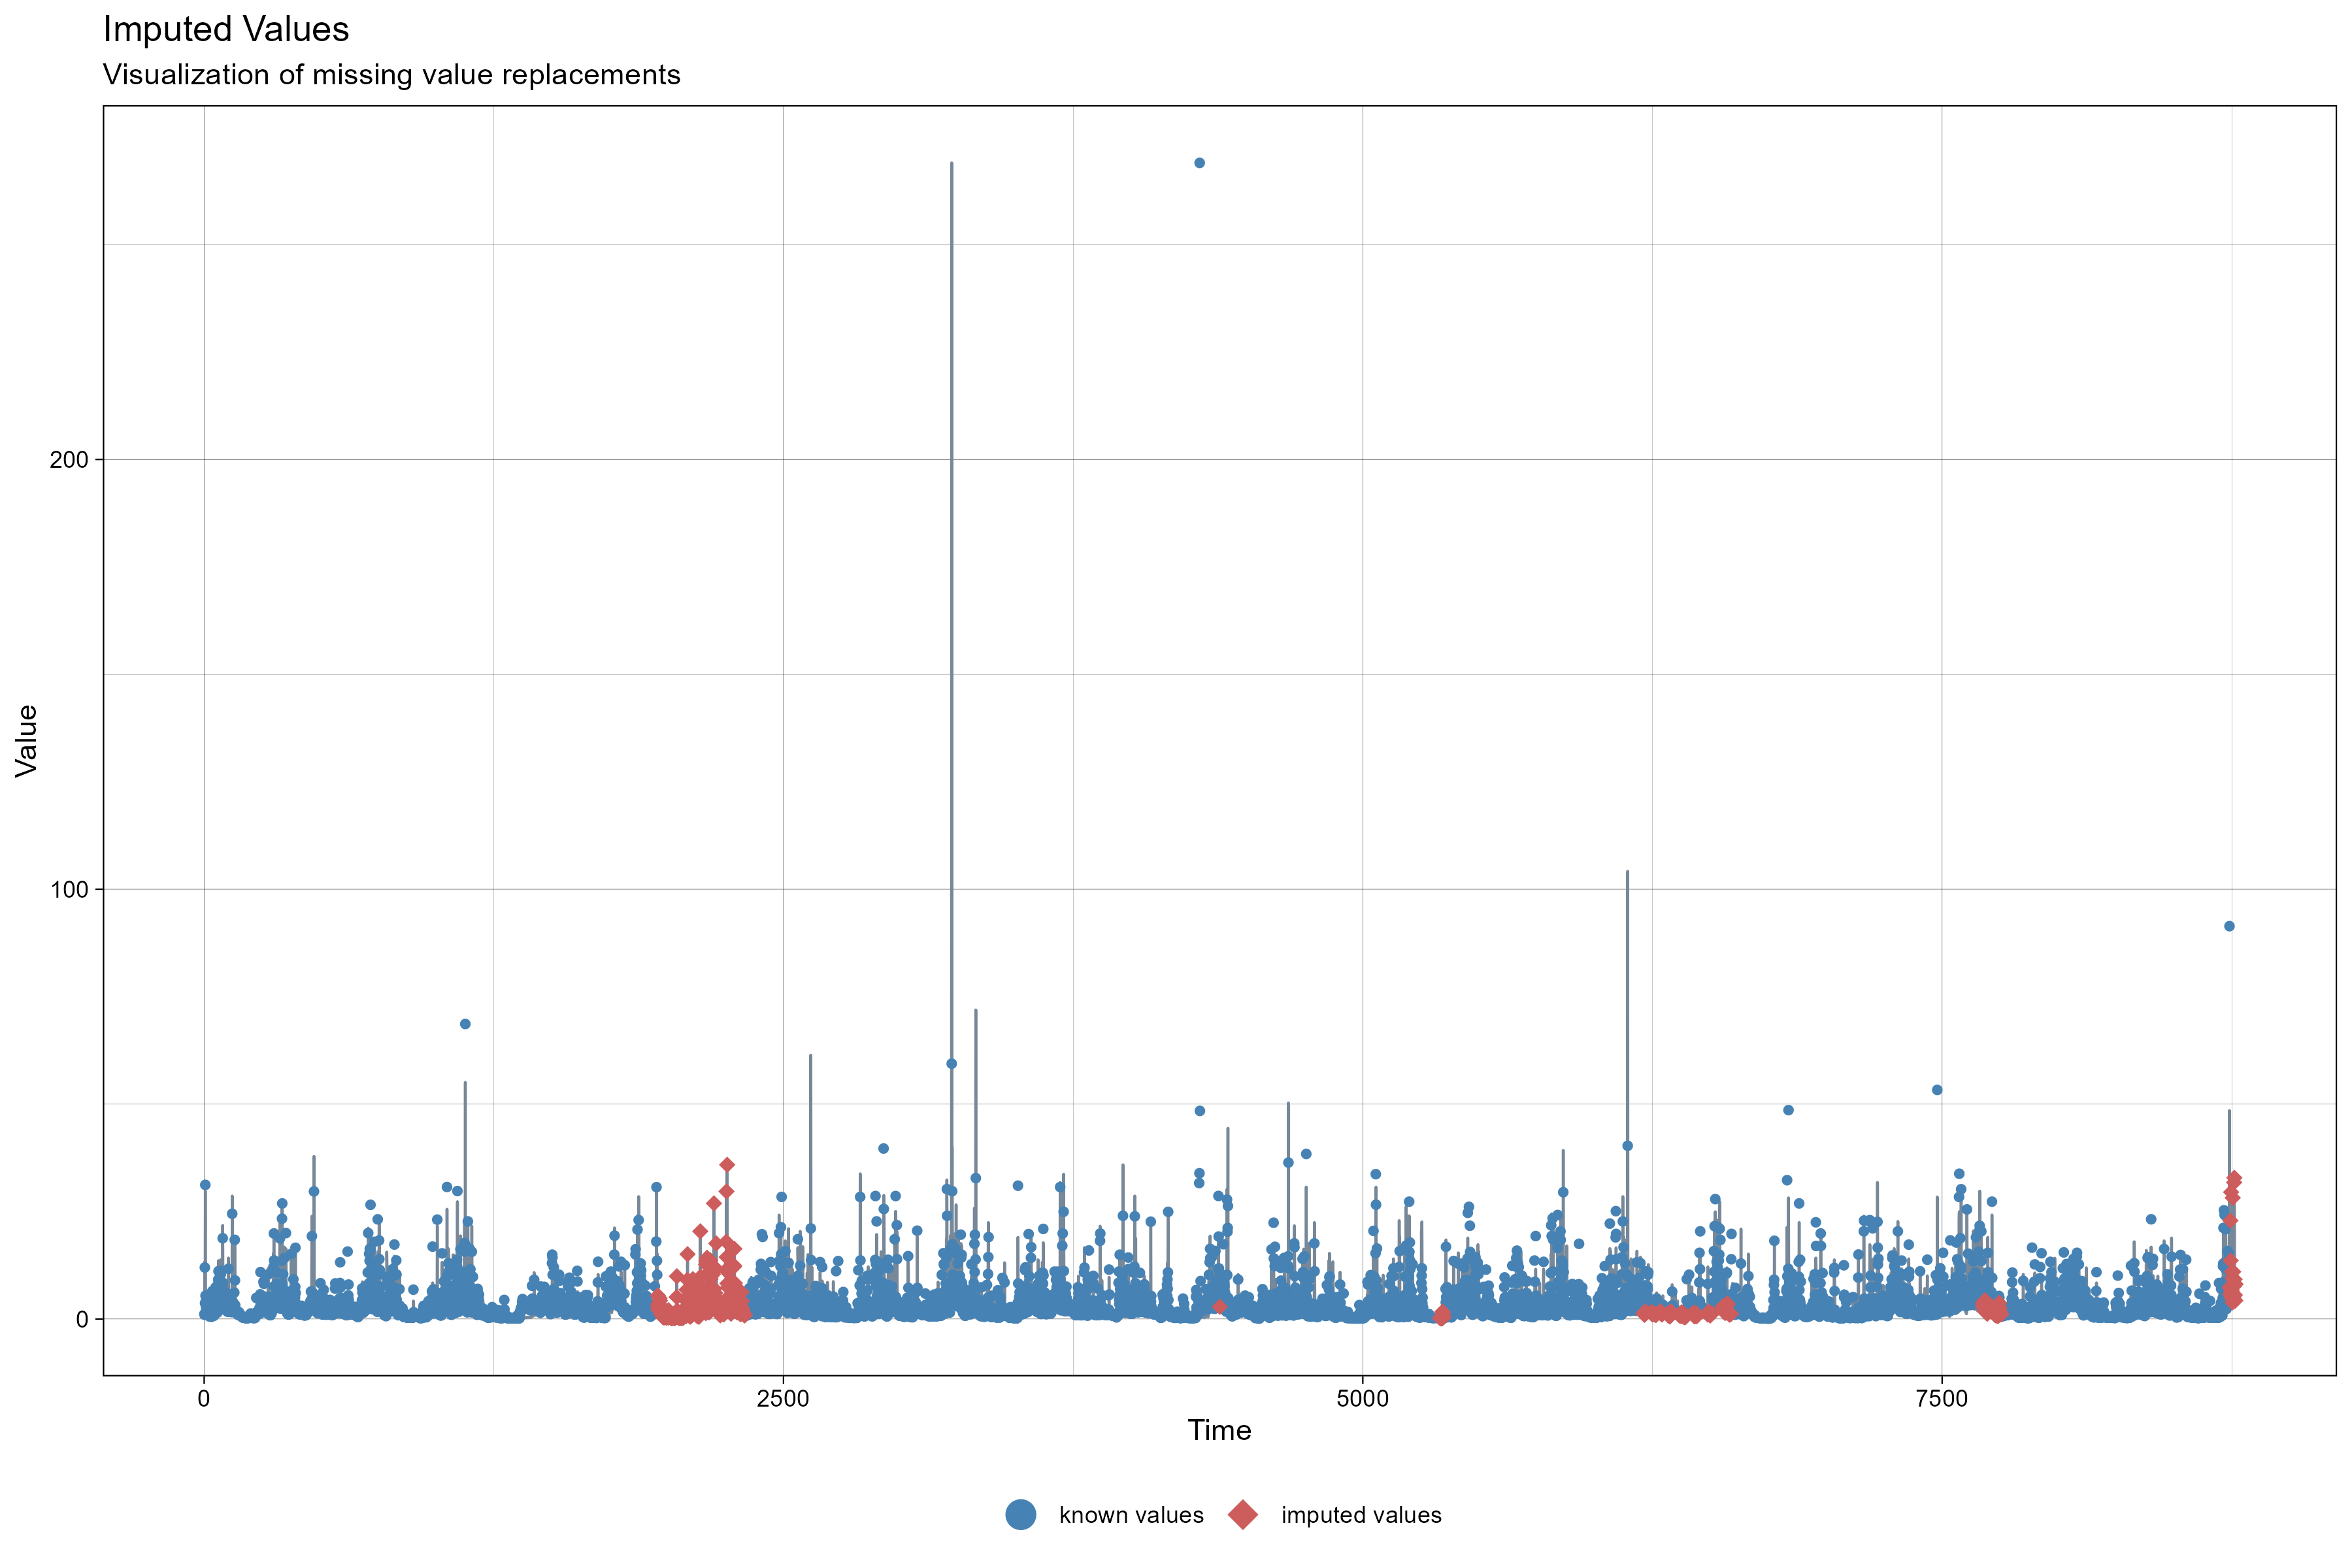 Imputed Values
Visualization of missing value replacements
Value
200
100
0
0 2500 5000 7500
Time
known values imputed values